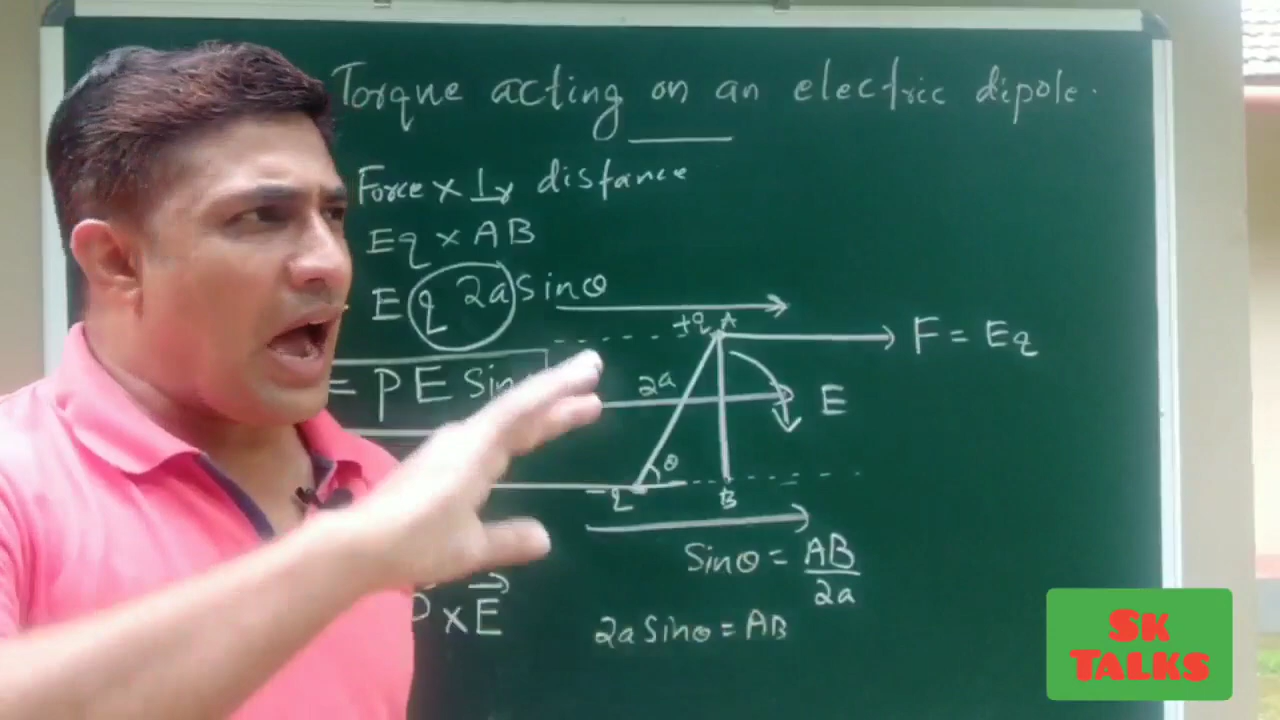 Torque acting on an electric dipole.
Force × ⊥r distance
Eq × AB
E q 2a Sinθ
= P E Sin
+q A
F = Eq
2a
E
θ
-q
B
Sinθ = AB/2a
2a Sinθ = AB
P × E
Sk
Talks